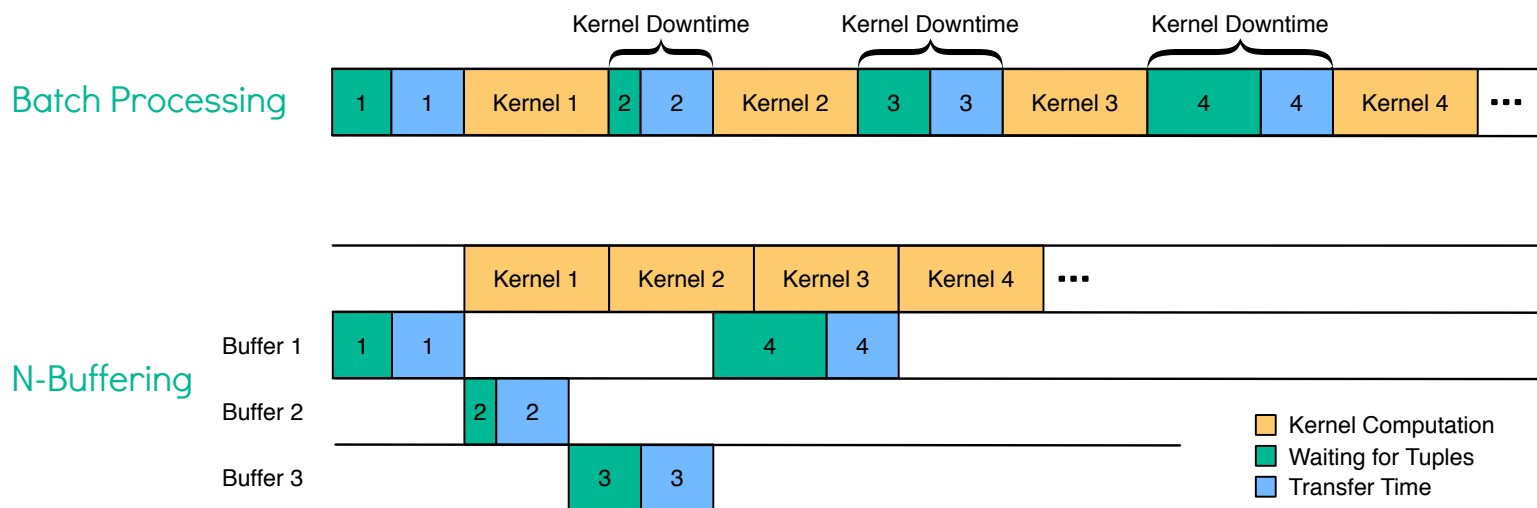 Kernel Downtime Kernel Downtime Kernel Downtime
Batch Processing 1 1 Kernel 1 2 2 Kernel 2 3 3 Kernel 3 4 4 Kernel 4 ...
Kernel 1 Kernel 2 Kernel 3 Kernel 4 ...
Buffer 1 1 1 4 4
N-Buffering
Buffer 2 2 2
Buffer 3 3 3
Kernel Computation
Waiting for Tuples
Transfer Time